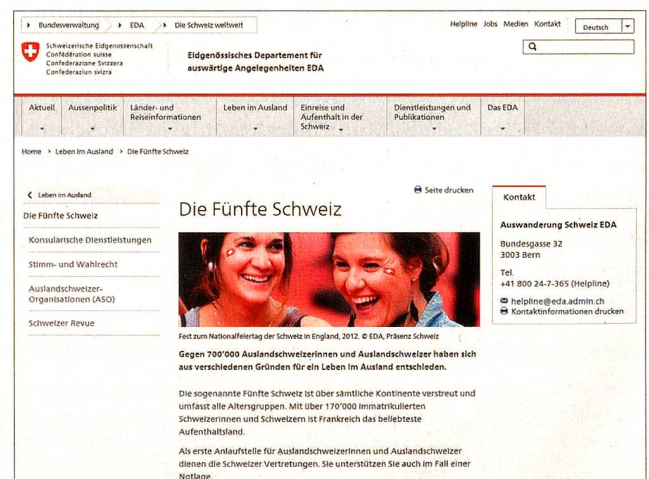 Bundesverwaltung EDA Die Schweiz weltweit
Helpline Jobs Medien Kontakt Deutsch
Schweizerische Eidgenossenschaft
Confédération suisse
Confederazione Svizzera
Confederaziun svizra
Eidgenössisches Departement für
auswärtige Angelegenheiten EDA
Aktuell
Aussenpolitik
Länder- und
Reiseinformationen
Leben im Ausland
Einreise und
Aufenthalt in der
Schweiz
Dienstleistungen und
Publikationen
Das EDA
Home > Leben im Ausland > Die Fünfte Schweiz
Leben im Ausland
Die Fünfte Schweiz
Konsularische Dienstleistungen
Stimm- und Wahlrecht
Auslandschweizer-
Organisationen (ASO)
Schweizer Revue
Seite drucken
Die Fünfte Schweiz
Fest zum Nationalfeiertag der Schweiz in England, 2012. © EDA, Präsenz Schweiz
Gegen 700'000 Auslandschweizerinnen und Auslandschweizer haben sich
aus verschiedenen Gründen für ein Leben im Ausland entschieden.
Die sogenannte Fünfte Schweiz ist über sämtliche Kontinente verstreut und
umfasst alle Altersgruppen. Mit über 170'000 immatrikulierten
Schweizerinnen und Schweizern ist Frankreich das beliebteste
Aufenthaltsland.
Als erste Anlaufstelle für Auslandschweizerinnen und Auslandschweizer
dienen die Schweizer Vertretungen. Sie unterstützen Sie auch im Fall einer
Notlage.
Kontakt
Auswanderung Schweiz EDA
Bundesgasse 32
3003 Bern
Tel.
+41 800 24-7-365 (Helpline)
helpline@eda.admin.ch
Kontaktinformationen drucken